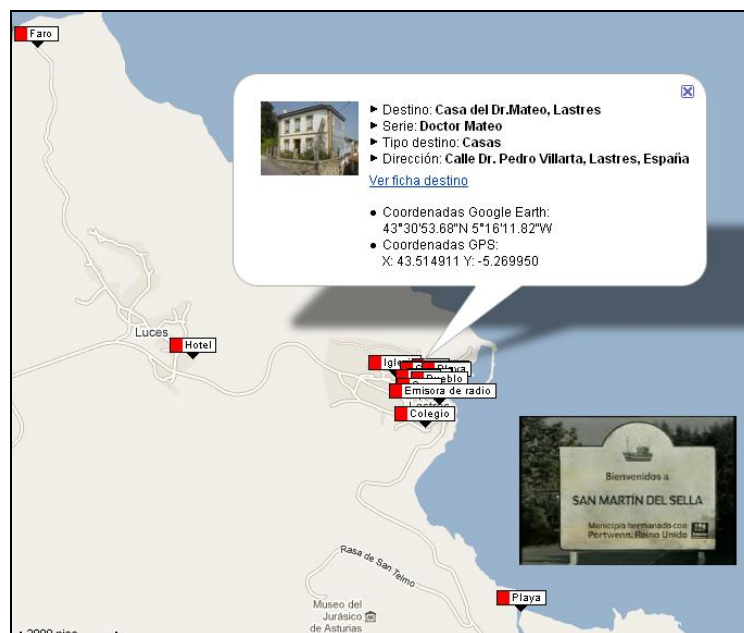 Faro
► Destino: Casa del Dr.Mateo, Lastres
► Serie: Doctor Mateo
► Tipo destino: Casas
► Dirección: Calle Dr. Pedro Villarta, Lastres, España
Ver ficha destino
● Coordenadas Google Earth:
43°30'53.68"N 5°16'11.82"W
● Coordenadas GPS:
X: 43.514911 Y: -5.269950
Luces
Hotel
Playa
Pueblo
Emisora de radio
Colegio
Bienvenidos a
SAN MARTÍN DEL SELLA
Municipio hermanado con
Portwenn, Reino Unido
Rasa de San Telmo
Playa
Museo del
Jurásico
de Asturias